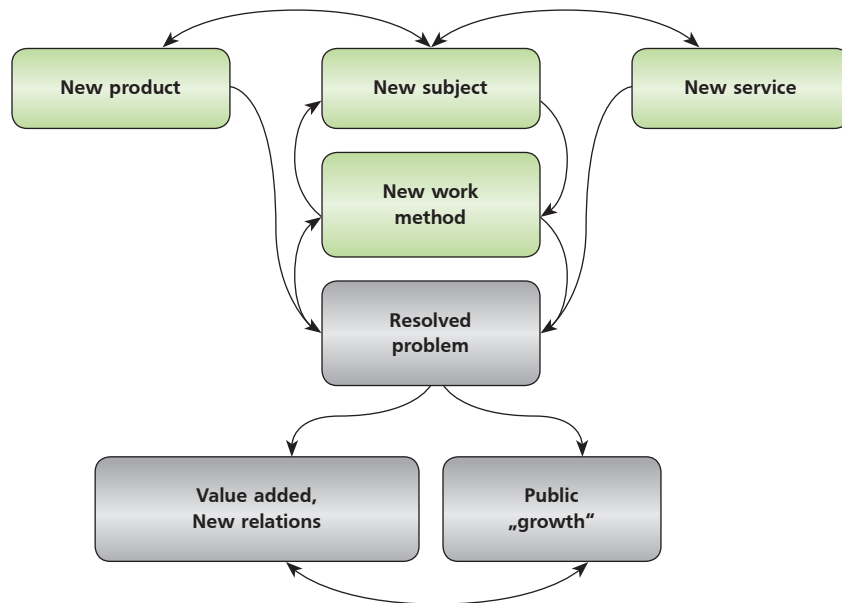 New product
New subject
New service
New work
method
Resolved
problem
Value added,
New relations
Public
„growth“